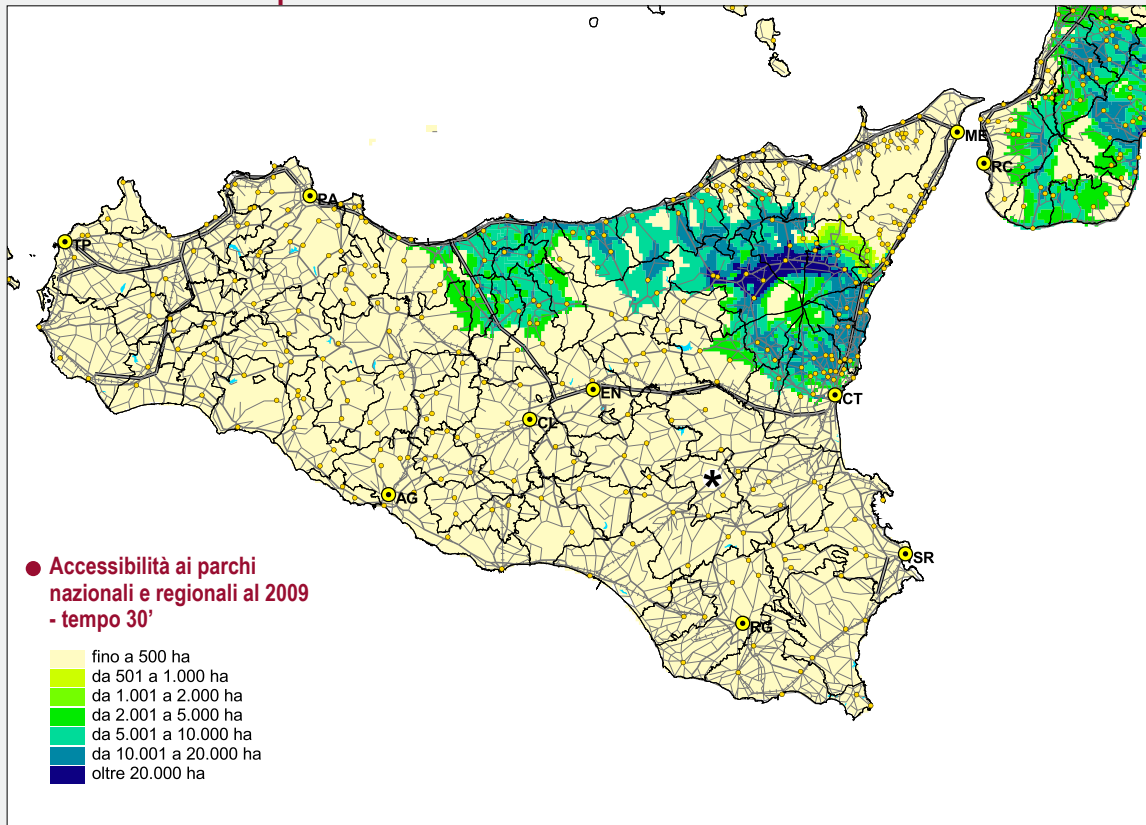 ME
RC
PA
TP
EN
CT
CL
*
AG
SR
RG
Accessibilità ai parchi
nazionali e regionali al 2009
- tempo 30’
fino a 500 ha
da 501 a 1.000 ha
da 1.001 a 2.000 ha
da 2.001 a 5.000 ha
da 5.001 a 10.000 ha
da 10.001 a 20.000 ha
oltre 20.000 ha